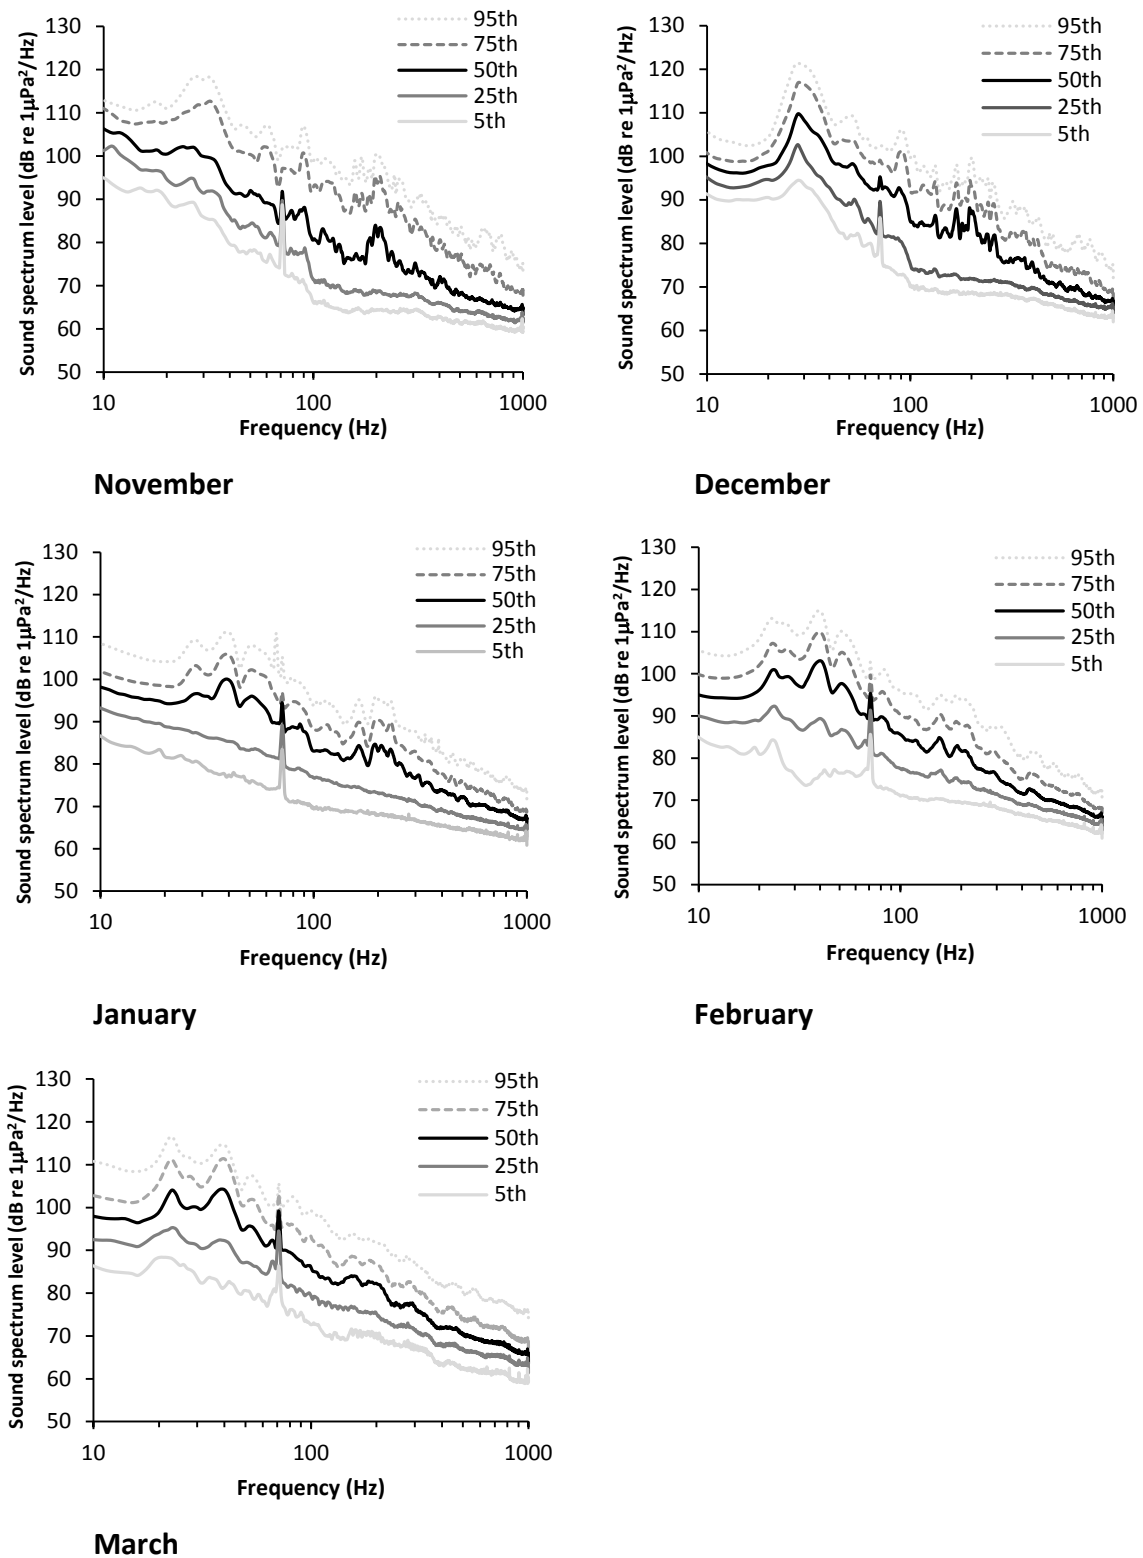 130
120
110
100
90
80
70
60
50
Sound spectrum level (dB re 1µPa²/Hz)
95th
75th
50th
25th
5th
10
100
1000
Frequency (Hz)
November
130
120
110
100
90
80
70
60
50
Sound spectrum level (dB re 1µPa²/Hz)
95th
75th
50th
25th
5th
10
100
1000
Frequency (Hz)
December
130
120
110
100
90
80
70
60
50
Sound spectrum level (dB re 1µPa²/Hz)
95th
75th
50th
25th
5th
10
100
1000
Frequency (Hz)
January
130
120
110
100
90
80
70
60
50
Sound spectrum level (dB re 1µPa²/Hz)
95th
75th
50th
25th
5th
10
100
1000
Frequency (Hz)
February
130
120
110
100
90
80
70
60
50
Sound spectrum level (dB re 1µPa²/Hz)
95th
75th
50th
25th
5th
10
100
1000
Frequency (Hz)
March